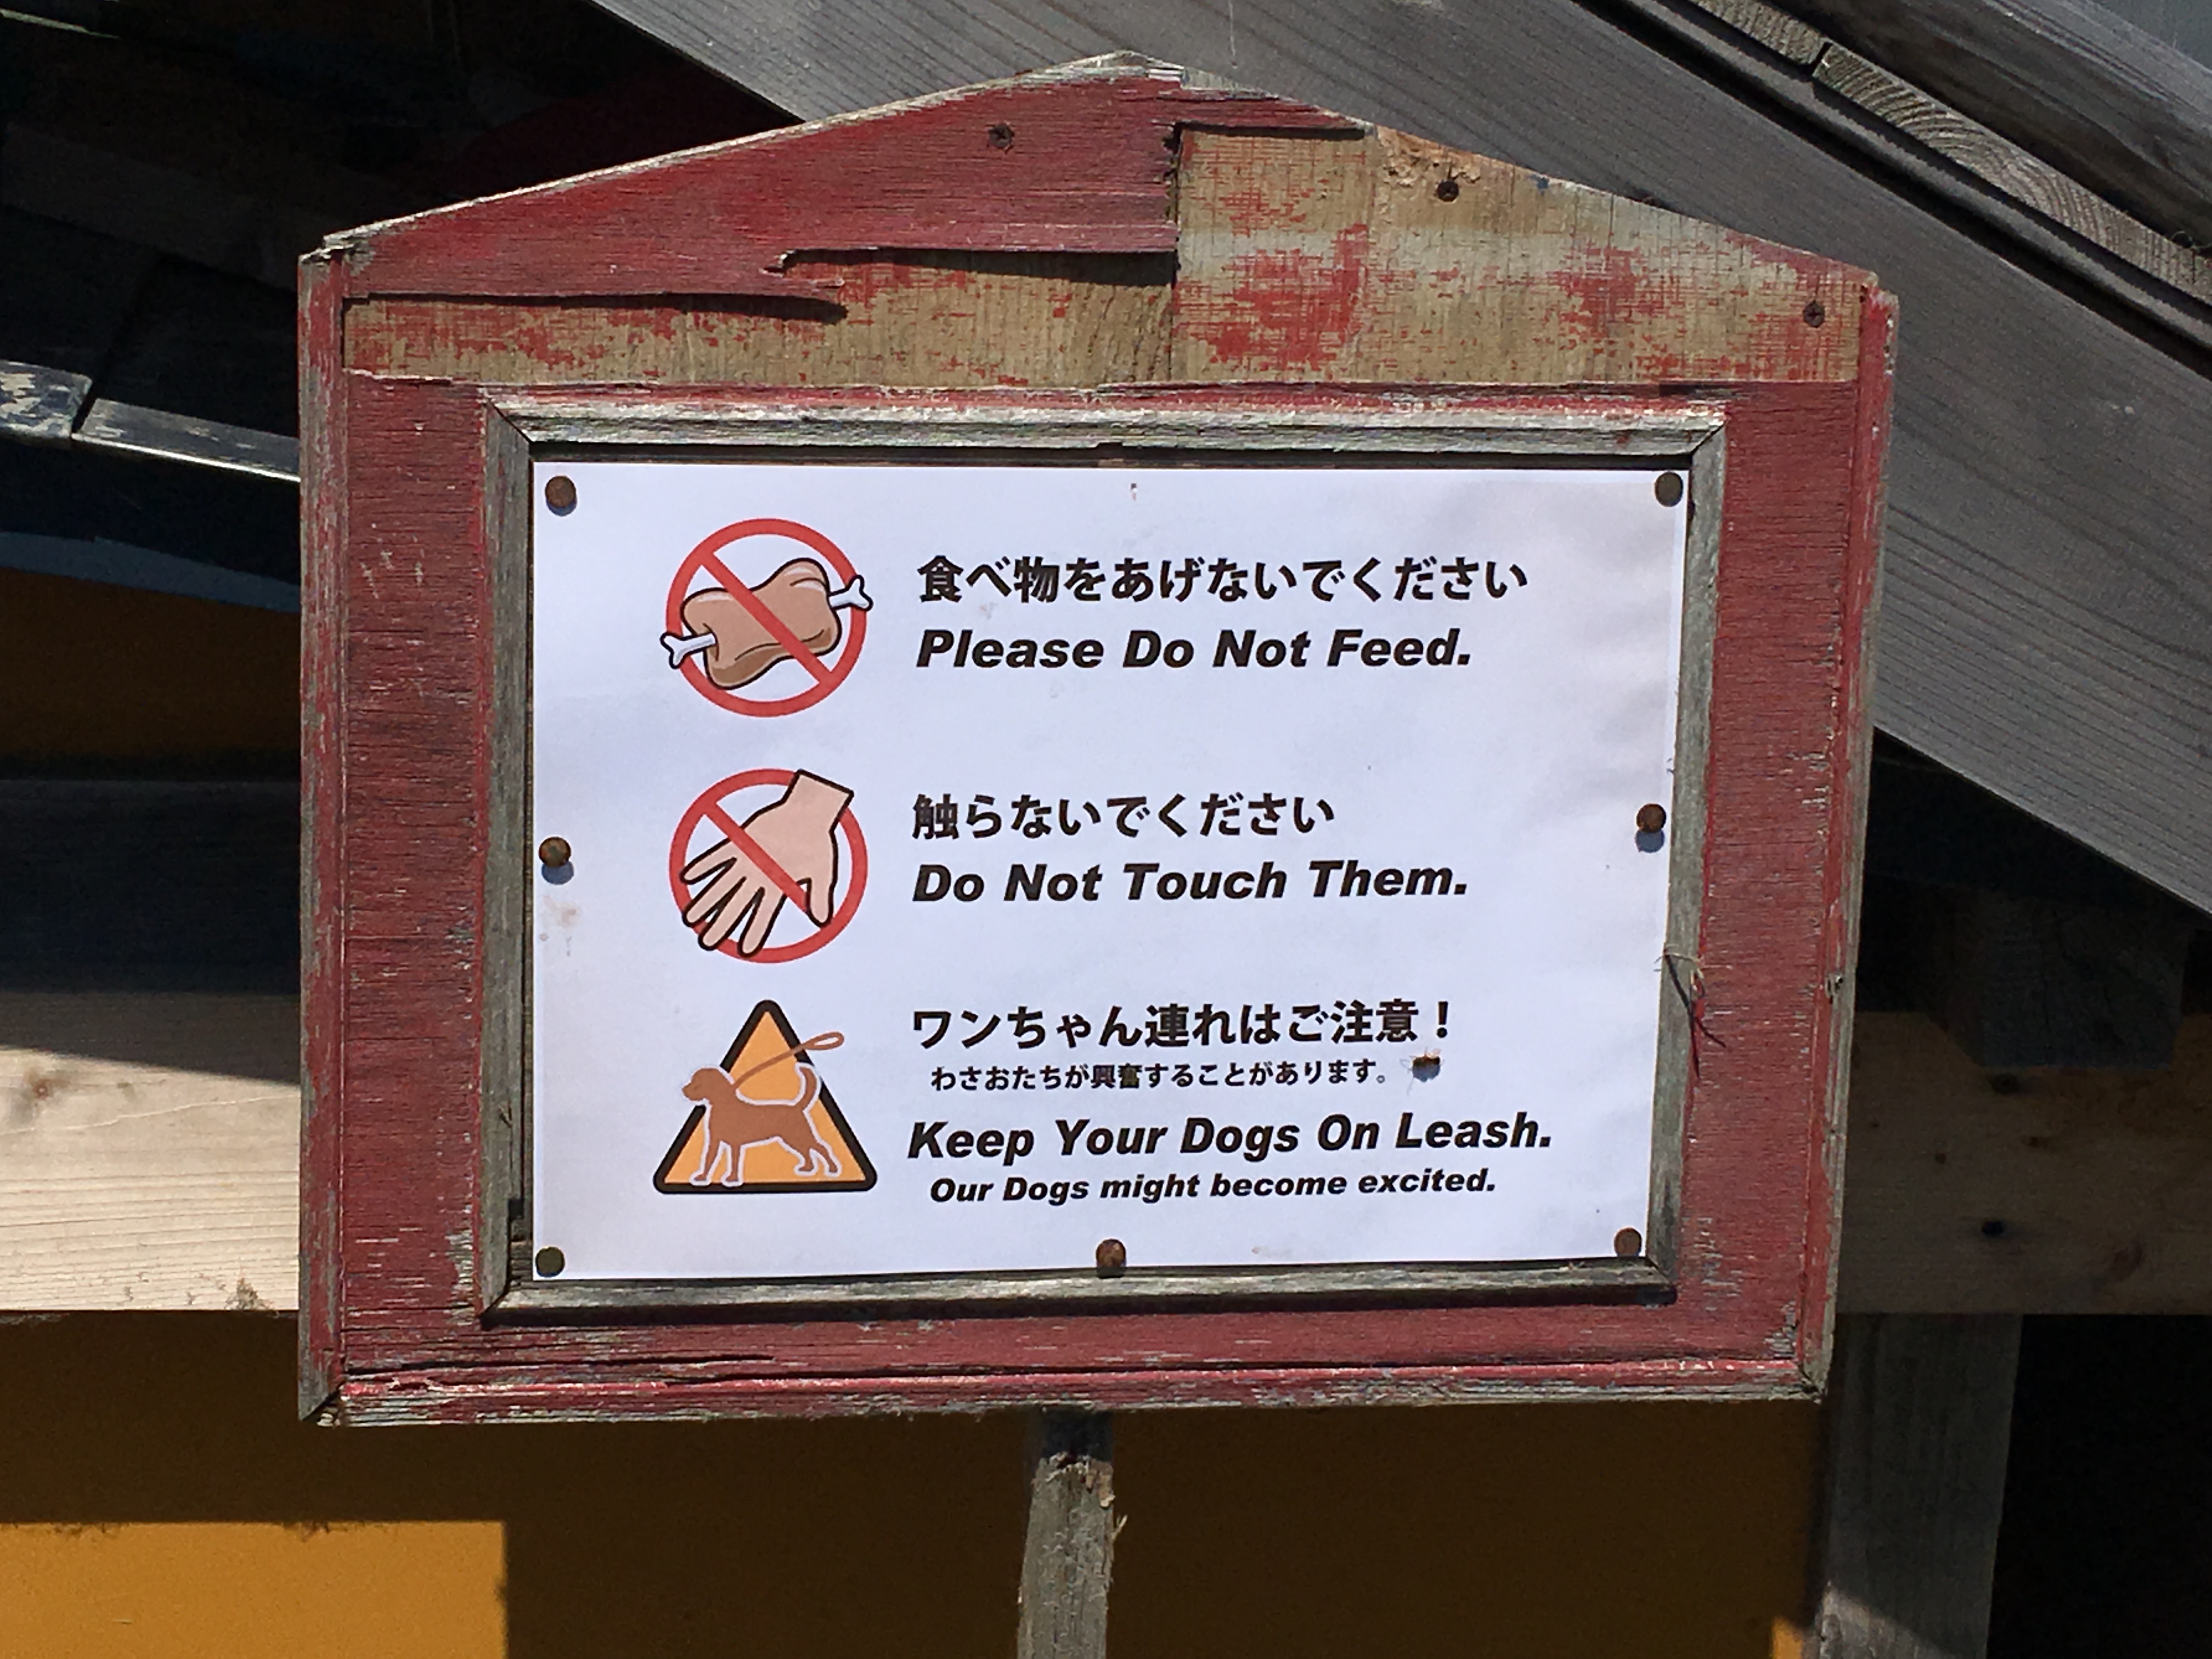 食べ物をあげないでください
Please Do Not Feed.
触らないでください
Do Not Touch Them.
ワンちゃん連れはご注意！
わさおたちが興奮することがあります。
Keep Your Dogs On Leash.
Our Dogs might become excited.